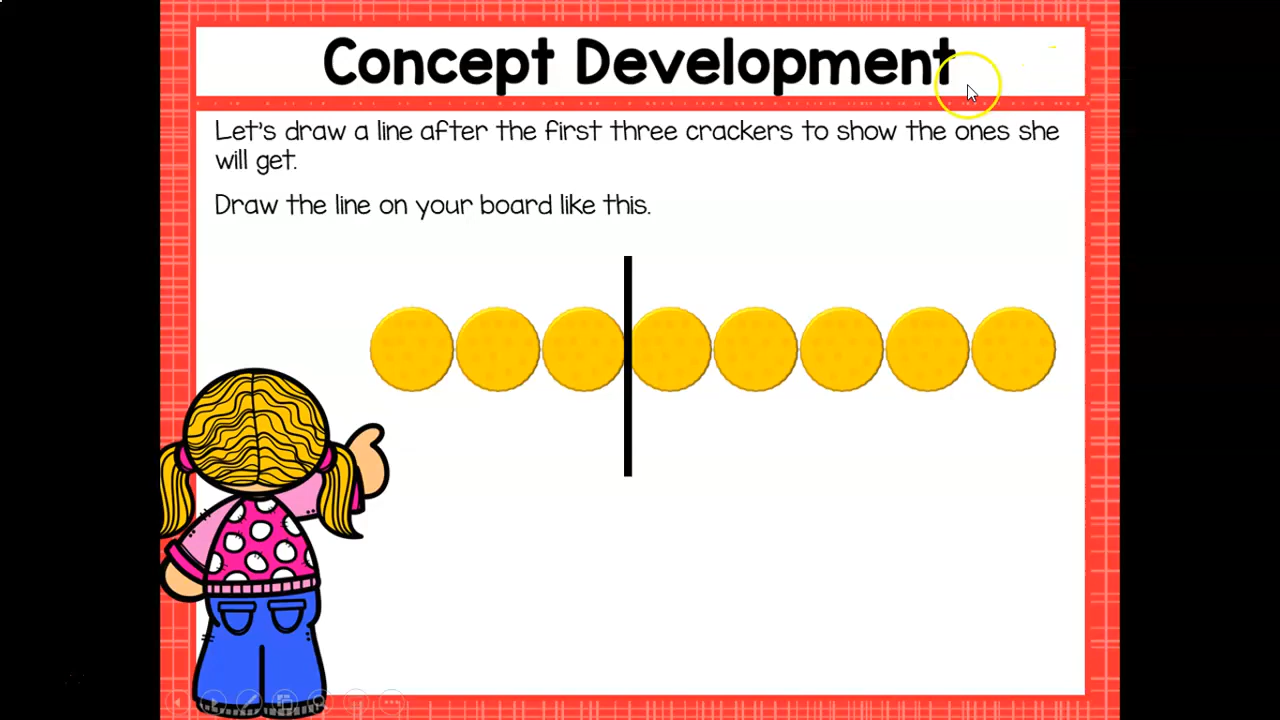 Concept Development
Let's draw a line after the first three crackers to show the ones she
will get.
Draw the line on your board like this.